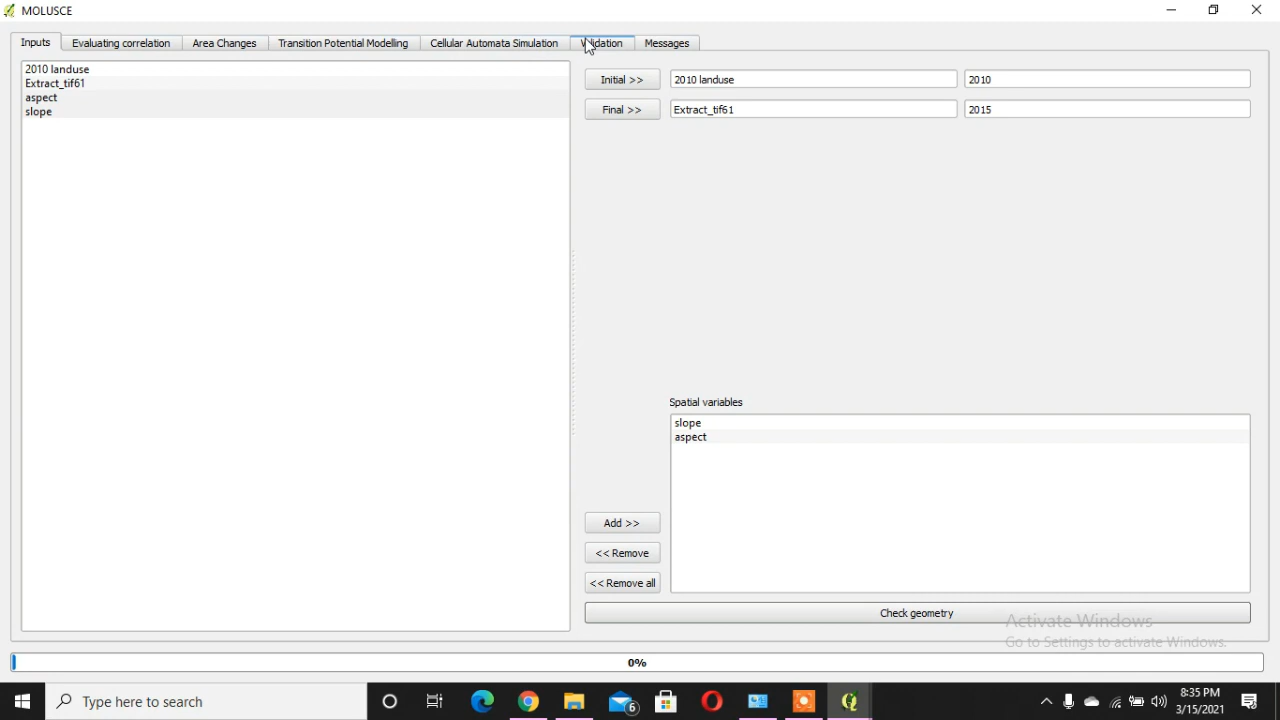 MOLUSCE
Inputs Evaluating correlation Area Changes Transition Potential Modelling Cellular Automata Simulation Validation Messages
2010 landuse
Extract_tif61
aspect
slope
Initial >> 2010 landuse 2010
Final >> Extract_tif61 2015
Spatial variables
slope
aspect
Add >>
<< Remove
<< Remove all
Check geometry
Activate Windows
Go to Settings to activate Windows.
0%
Type here to search
6
8:35 PM
3/15/2021